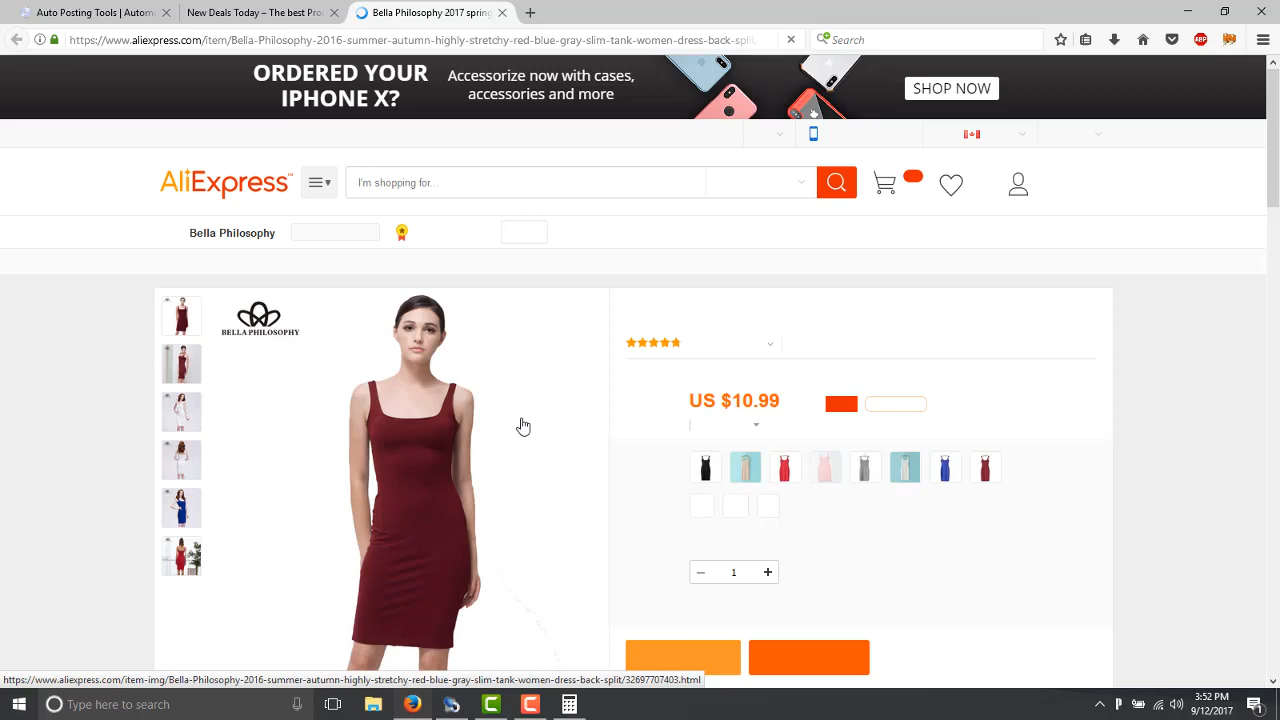 Auto Posting Tools | Autom
AliDeals Today – The best Pro
Bella Philosophy 2017 spring
https://www.aliexpress.com/item/Bella-Philosophy-2016-summer-autumn-highly-stretchy-red-blue-gray-slim-tank-women-dress-back-split
Search
ABP
ORDERED YOUR
IPHONE X?
Accessorize now with cases,
accessories and more
SHOP NOW
AliExpress™
I'm shopping for...
Bella Philosophy
BELLA PHILOSOPHY
US $10.99
1
https://www.aliexpress.com/item-img/Bella-Philosophy-2016-summer-autumn-highly-stretchy-red-blue-gray-slim-tank-women-dress-back-split/32697707403.html
Type here to search
3:52 PM
9/12/2017